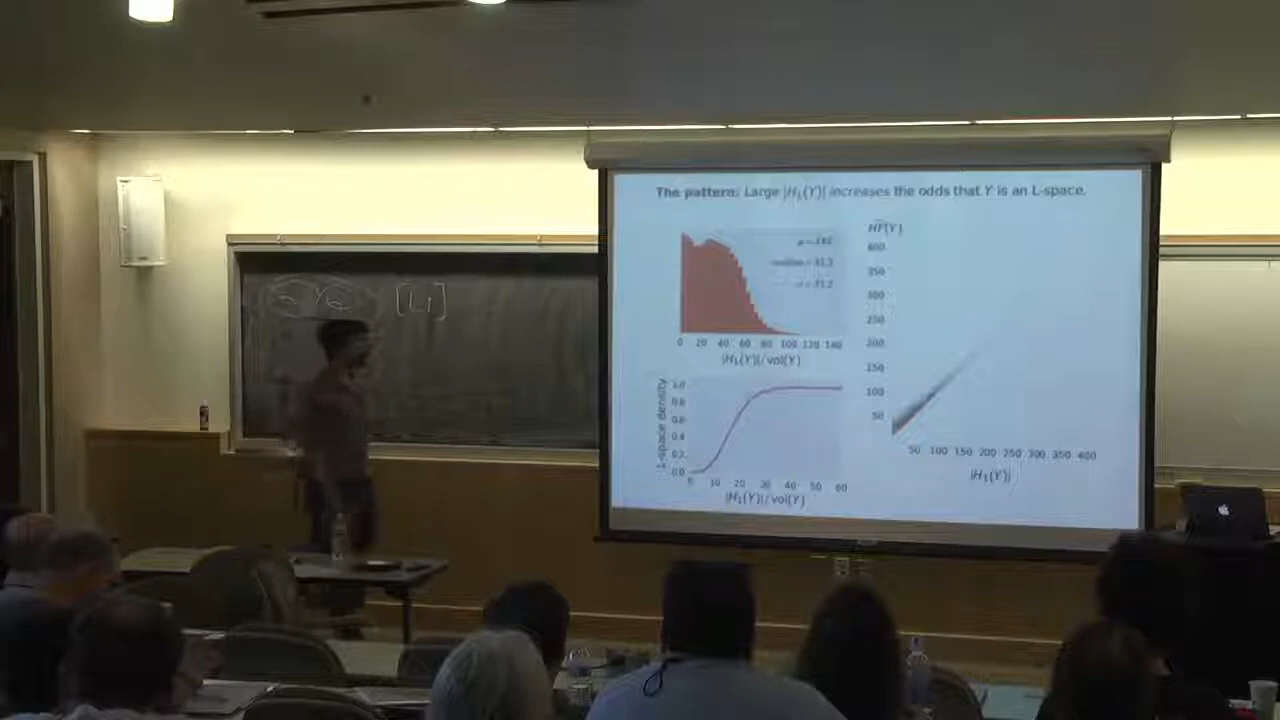 The pattern: Large |H₁(Y)| increases the odds that Y is an L-space.
0 20 40 60 80 100 120 140
|H₁(Y)|/vol(Y)
L-space density
1.0
0.8
0.6
0.4
0.2
0.0
0 10 20 30 40 50 60
|H₁(Y)|/vol(Y)
400
350
300
250
200
150
100
50
50 100 150 200 250 300 350 400
|H₁(Y)|